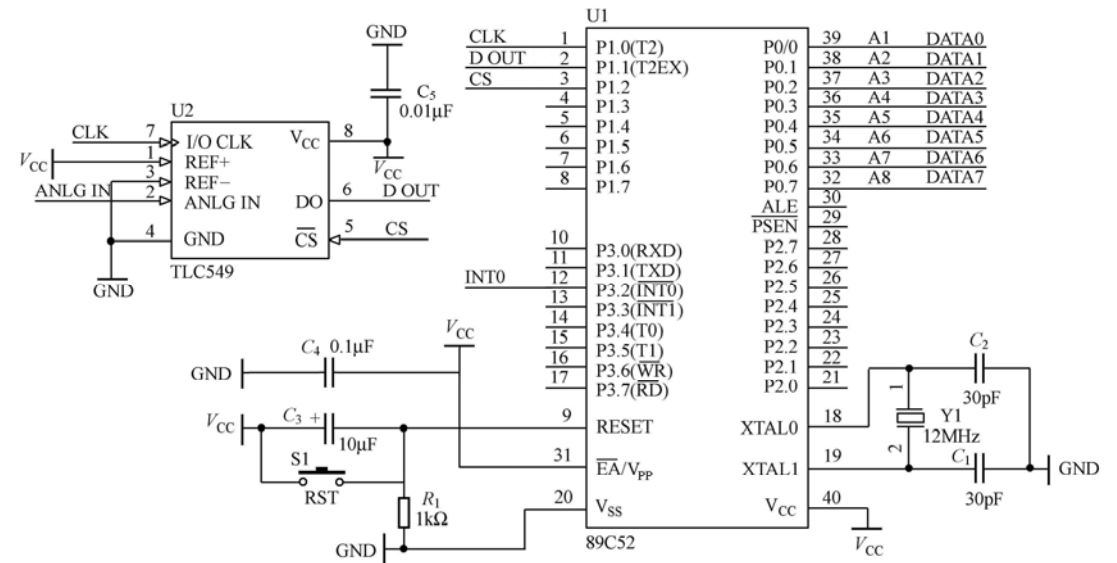 GND
C5
0.01μF
U2
CLK 7 I/O CLK
VCC 1 REF+
3 REF−
ANLG IN 2 ANLG IN
4 GND
GND
VCC 8
VCC
DO 6 D OUT
CS 5 CS
TLC549
U1
CLK 1 P1.0(T2)
D OUT 2 P1.1(T2EX)
CS 3 P1.2
4 P1.3
5 P1.4
6 P1.5
7 P1.6
8 P1.7
10 P3.0(RXD)
11 P3.1(TXD)
INT0 12 P3.2(INT0)
13 P3.3(INT1)
14 P3.4(T0)
15 P3.5(T1)
16 P3.6(WR)
17 P3.7(RD)
9 RESET
31 EA/VPP
20 VSS
89C52
P0/0 39 A1 DATA0
P0.1 38 A2 DATA1
P0.2 37 A3 DATA2
P0.3 36 A4 DATA3
P0.4 35 A5 DATA4
P0.5 34 A6 DATA5
P0.6 33 A7 DATA6
P0.7 32 A8 DATA7
ALE 30
PSEN 29
P2.7 28
P2.6 27
P2.5 26
P2.4 25
P2.3 24
P2.2 23
P2.1 22
P2.0 21
XTAL0 18
XTAL1 19
VCC 40
VCC
VCC
GND C4 0.1μF
VCC C3 + 10μF
S1
RST
R1
1kΩ
GND
C2
30pF
1 Y1
2 12MHz
C1
30pF
GND